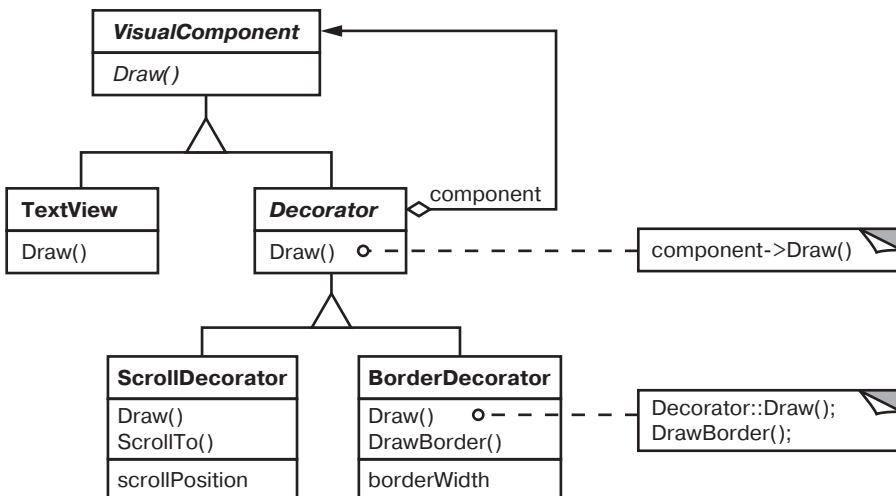 VisualComponent
Draw()
TextView
Draw()
Decorator
Draw()
component
component->Draw()
ScrollDecorator
Draw()
ScrollTo()
scrollPosition
BorderDecorator
Draw()
DrawBorder()
borderWidth
Decorator::Draw();
DrawBorder();